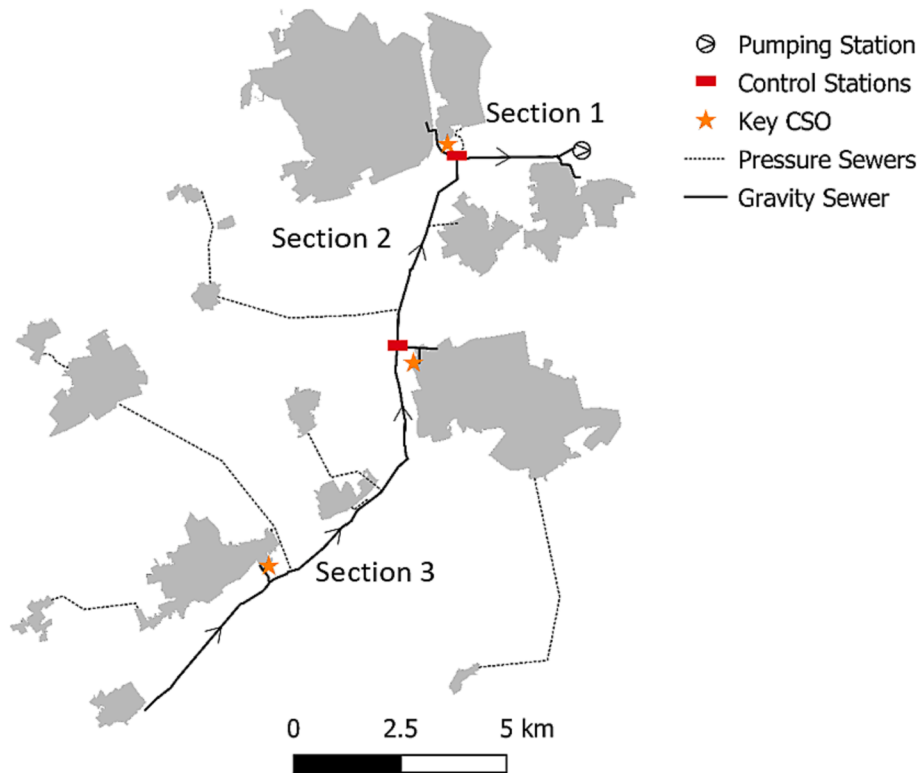 Pumping Station
Control Stations
Key CSO
Pressure Sewers
Gravity Sewer
Section 1
Section 2
Section 3
0 2.5 5 km